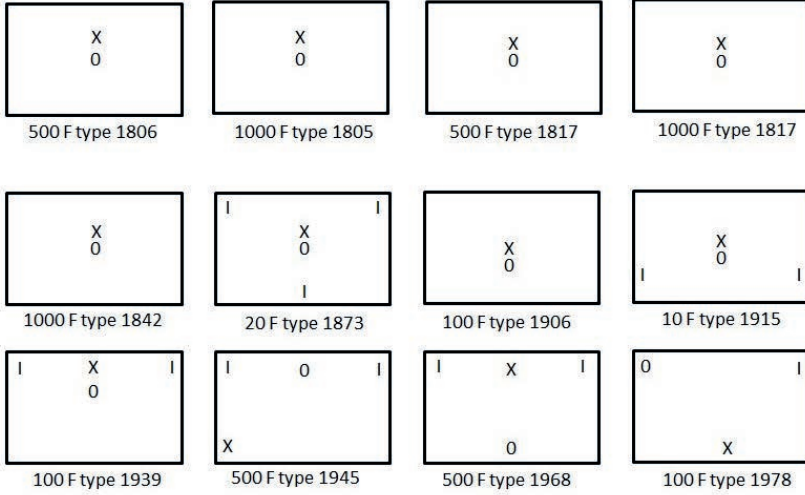 X X X X
0 0 0 0
500 F type 1806 1000 F type 1805 500 F type 1817 1000 F type 1817
I I
X X X X
0 0 0 0
I I I
1000 F type 1842 20 F type 1873 100 F type 1906 10 F type 1915
I X I I 0 I I X I 0 I
0
X 0 X
100 F type 1939 500 F type 1945 500 F type 1968 100 F type 1978